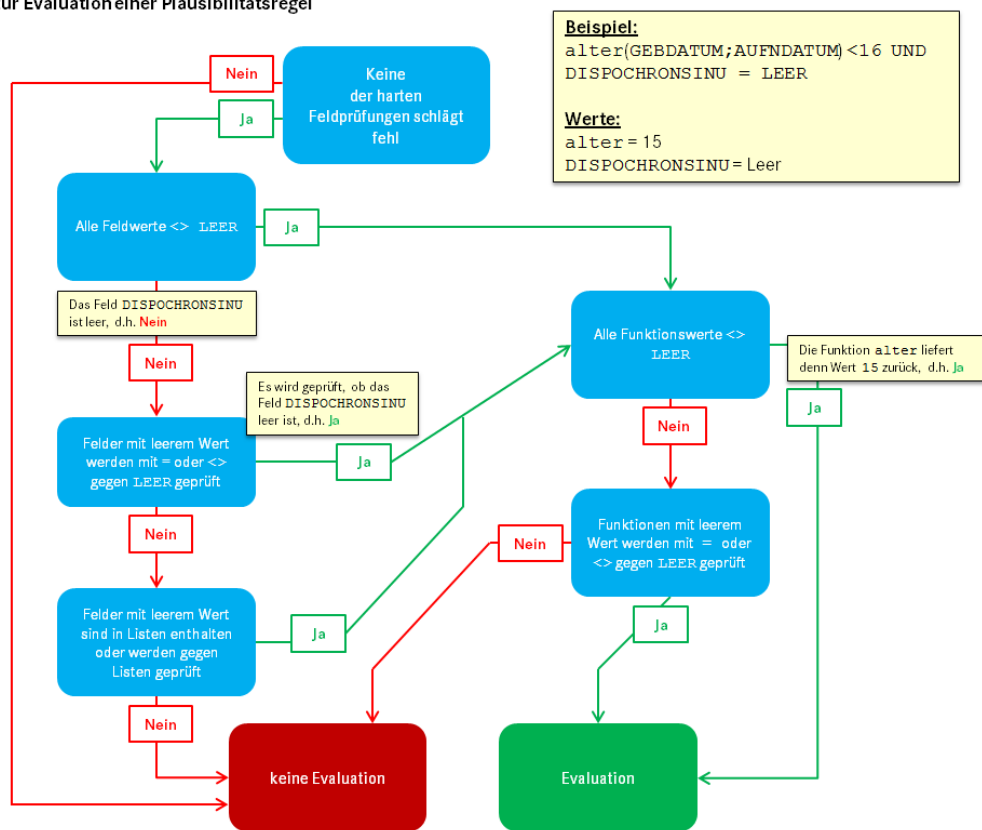 zur Evaluation einer Plausibilitätsregel
Beispiel:
alter(GEBDATUM;AUFNDATUM)<16 UND
DISPOCHRONSINU = LEER
Werte:
alter = 15
DISPOCHRONSINU = Leer
Nein
Keine
der harten
Feldprüfungen schlägt
fehl
Ja
Alle Feldwerte <> LEER
Ja
Das Feld DISPOCHRONSINU
ist leer, d.h. Nein
Nein
Alle Funktionswerte <>
LEER
Die Funktion alter liefert
denn Wert 15 zurück, d.h. Ja
Ja
Es wird geprüft, ob das
Feld DISPOCHRONSINU
leer ist, d.h. Ja
Nein
Felder mit leerem Wert
werden mit = oder <>
gegen LEER geprüft
Ja
Nein
Funktionen mit leerem
Wert werden mit = oder
<> gegen LEER geprüft
Nein
Felder mit leerem Wert
sind in Listen enthalten
oder werden gegen
Listen geprüft
Ja
Ja
Nein
keine Evaluation
Evaluation